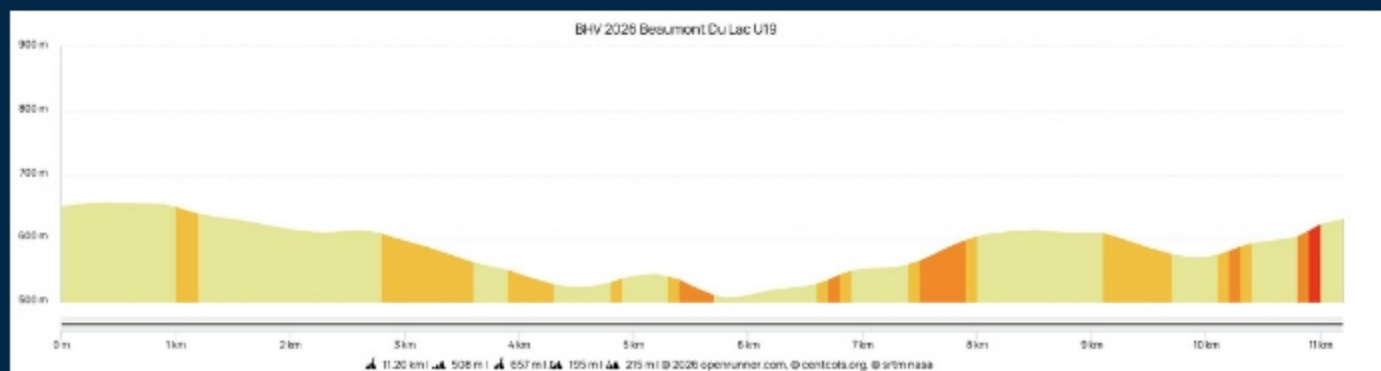 BHV 2026 Beaumont Du Lac U19
900 m
800 m
700 m
600 m
500 m
0 m 1 km 2 km 3 km 4 km 5 km 6 km 7 km 8 km 9 km 10 km 11 km
11.20 km | 508 m | 657 m | 195 m | 215 m | © 2026 openrunner.com, © centcols.org, © srtm nasa